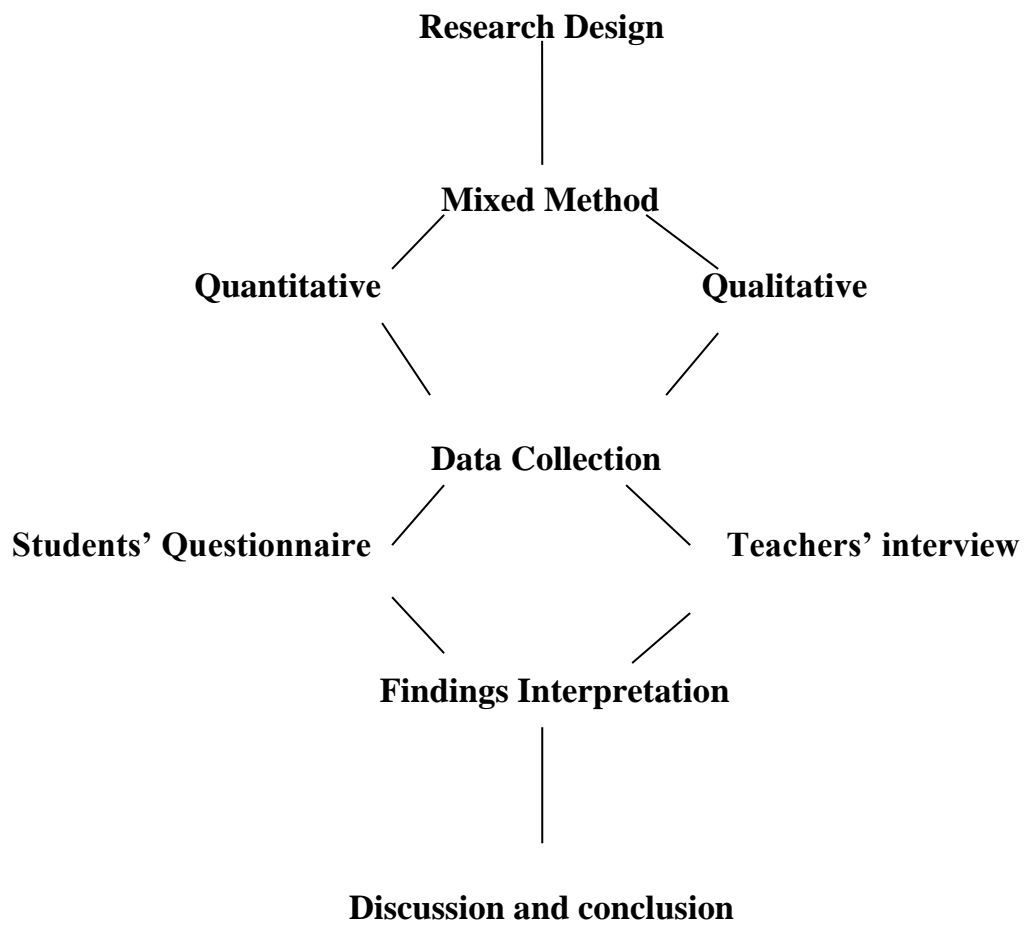 Research Design
Mixed Method
Quantitative
Qualitative
Data Collection
Students’ Questionnaire
Teachers’ interview
Findings Interpretation
Discussion and conclusion